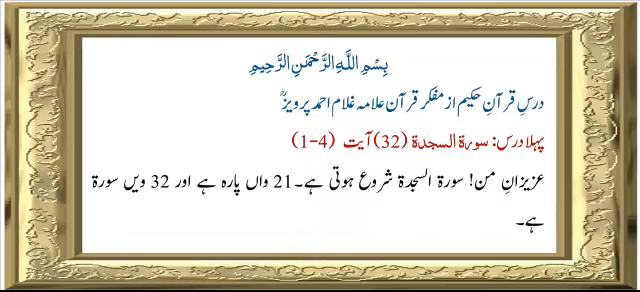 بِسْمِ اللَّهِ الرَّحْمَنِ الرَّحِيمِ
درسِ قرآنِ حکیم از مفکرِ قرآن علامہ غلام احمد پرویزؒ
پہلا درس: سورۃ السجدۃ (32) آیت (4-1)
عزیزانِ من! سورۃ السجدۃ شروع ہوتی ہے۔ 21 واں پارہ ہے اور 32 ویں سورۃ
ہے۔